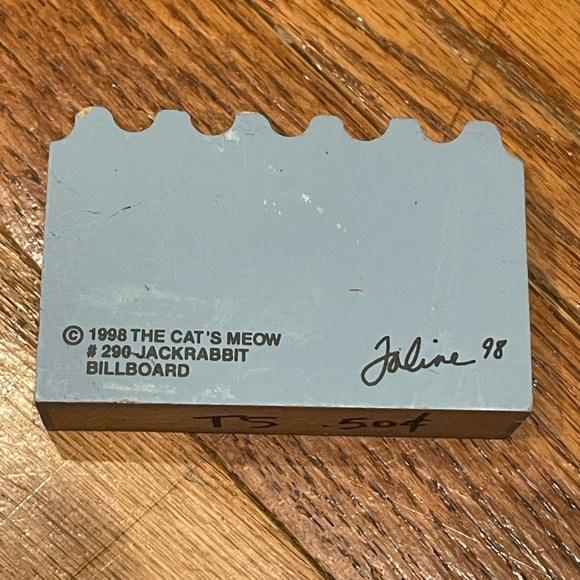 © 1998 THE CAT'S MEOW
# 290-JACKRABBIT
BILLBOARD
Faline 98
TS .50¢